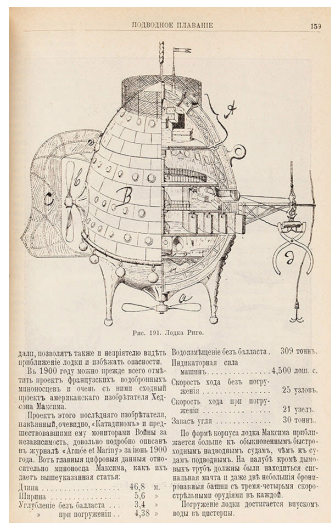 ПОДВОДНОЕ ПЛАВАНІЕ
159
A
B
b
c
a
д
Рис. 191. Лодка Риго.
дали, позволятъ также и непріятелю видѣть
приближеніе лодки и избѣжать опасности.
Въ 1900 году можно прежде всего отмѣ-
тить проектъ французскихъ водобронныхъ
миноносцевъ и очень съ ними сходный
проектъ американскаго изобрѣтателя Хед-
сона Максима.
Проектъ этого послѣдняго изобрѣтателя,
навѣянный, очевидно, «Катадиномъ» и пред-
шествовавшими ему мониторами Войны за
независимость, довольно подробно описанъ
въ журналѣ «Armée et Marine» за іюнь 1900
года. Вотъ главныя цифровыя данныя отно-
сительно миноноса Максима, какъ ихъ
даетъ вышеуказанная статья:
Длина 46,8 м.
Ширина 5,6 »
Углубленіе безъ балласта 3,4 »
» при погруженіи 4,38 »
Водоизмѣщеніе безъ балласта. 309 тоннъ.
Индикаторная сила
машинъ 4,500 лош. с.
Скорость хода безъ погру-
женія 25 узловъ.
Скорость хода при погру-
женіи 21 узелъ.
Запасъ угля 30 тоннъ.
По формѣ корпуса лодка Максима прибли-
жается больше къ обыкновеннымъ быстро-
ходнымъ надводнымъ судамъ, чѣмъ къ су-
дамъ подводнымъ. На палубѣ кромѣ дымо-
выхъ трубъ должны были находиться сиг-
нальная мачта и даже двѣ небольшія брони-
рованныя башни съ тремя-четырьмя скоро-
стрѣльными орудіями въ каждой.
Погруженіе лодки достигается впускомъ
воды въ цистерны.